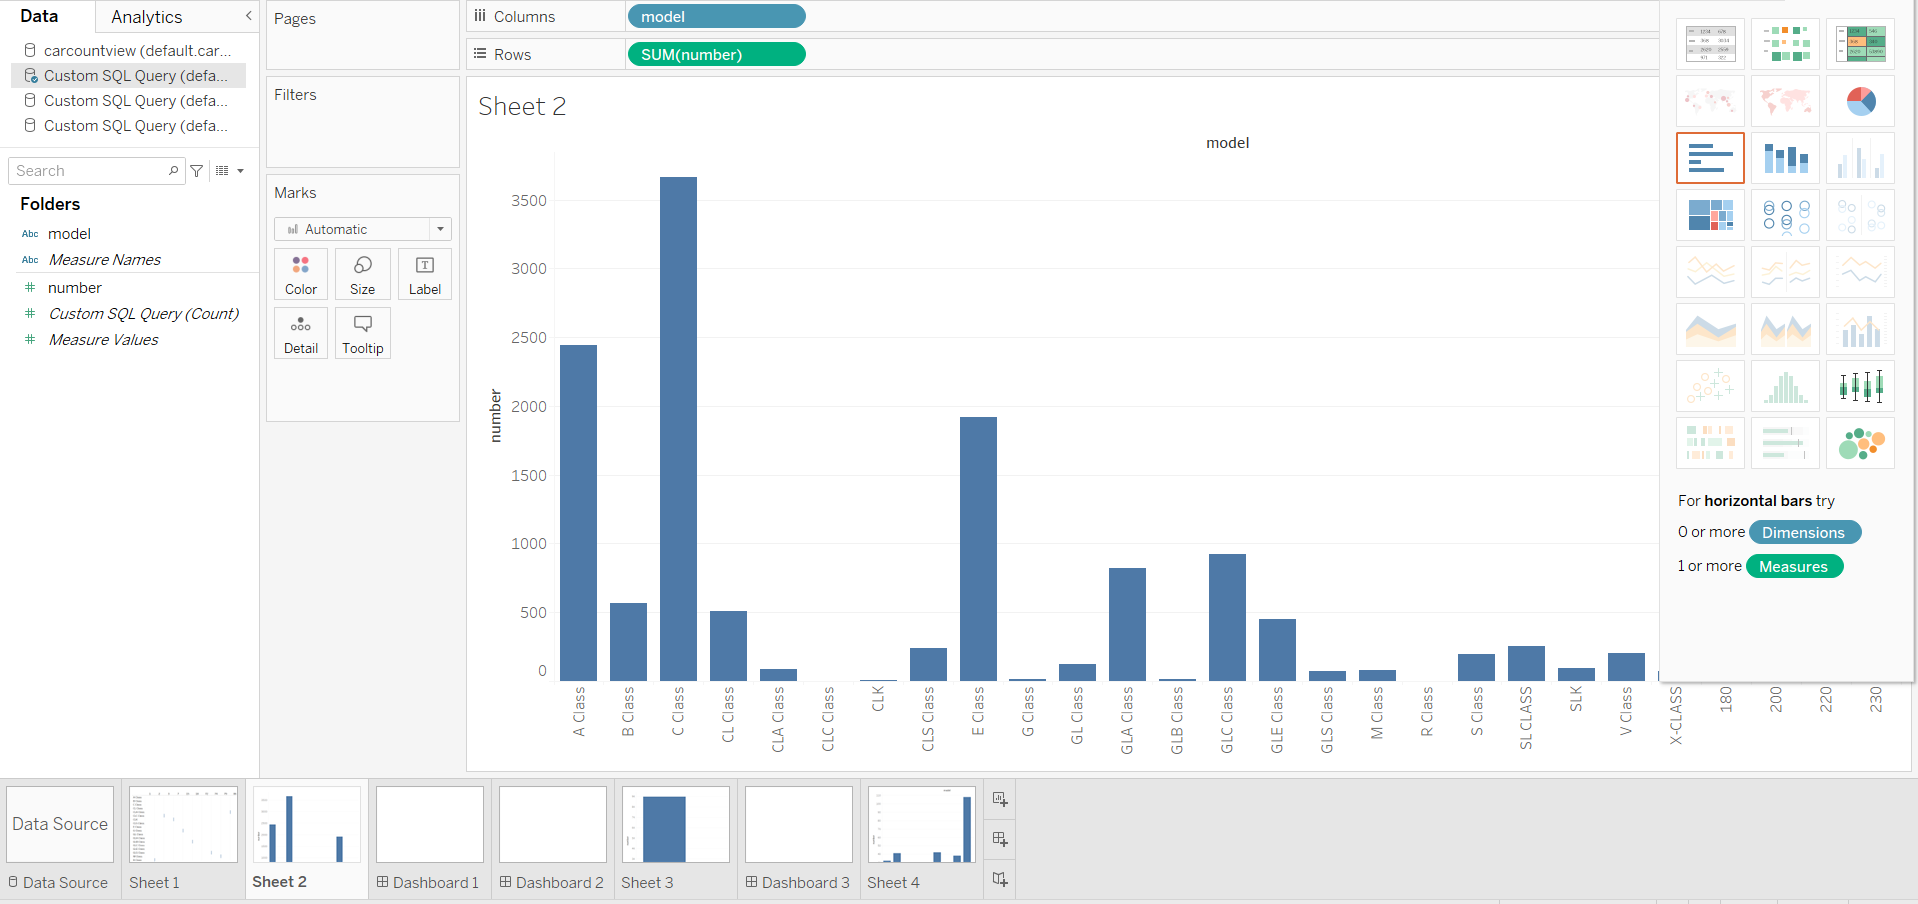 Data
Analytics
carcountview (default.car...
Custom SQL Query (defa...
Custom SQL Query (defa...
Custom SQL Query (defa...
Search
Folders
Abc model
Abc Measure Names
number
Custom SQL Query (Count)
Measure Values
Pages
Filters
Marks
Automatic
Color
Size
Label
Detail
Tooltip
Columns
model
Rows
SUM(number)
Sheet 2
model
number
3500
3000
2500
2000
1500
1000
500
0
A Class
B Class
C Class
CL Class
CLA Class
CLC Class
CLK
CLS Class
E Class
G Class
GL Class
GLA Class
GLB Class
GLC Class
GLE Class
GLS Class
M Class
R Class
S Class
SL CLASS
SLK
V Class
X-CLASS
180
200
220
230
For horizontal bars try
0 or more Dimensions
1 or more Measures
Data Source
Data Source
Sheet 1
Sheet 2
Dashboard 1
Dashboard 2
Sheet 3
Dashboard 3
Sheet 4